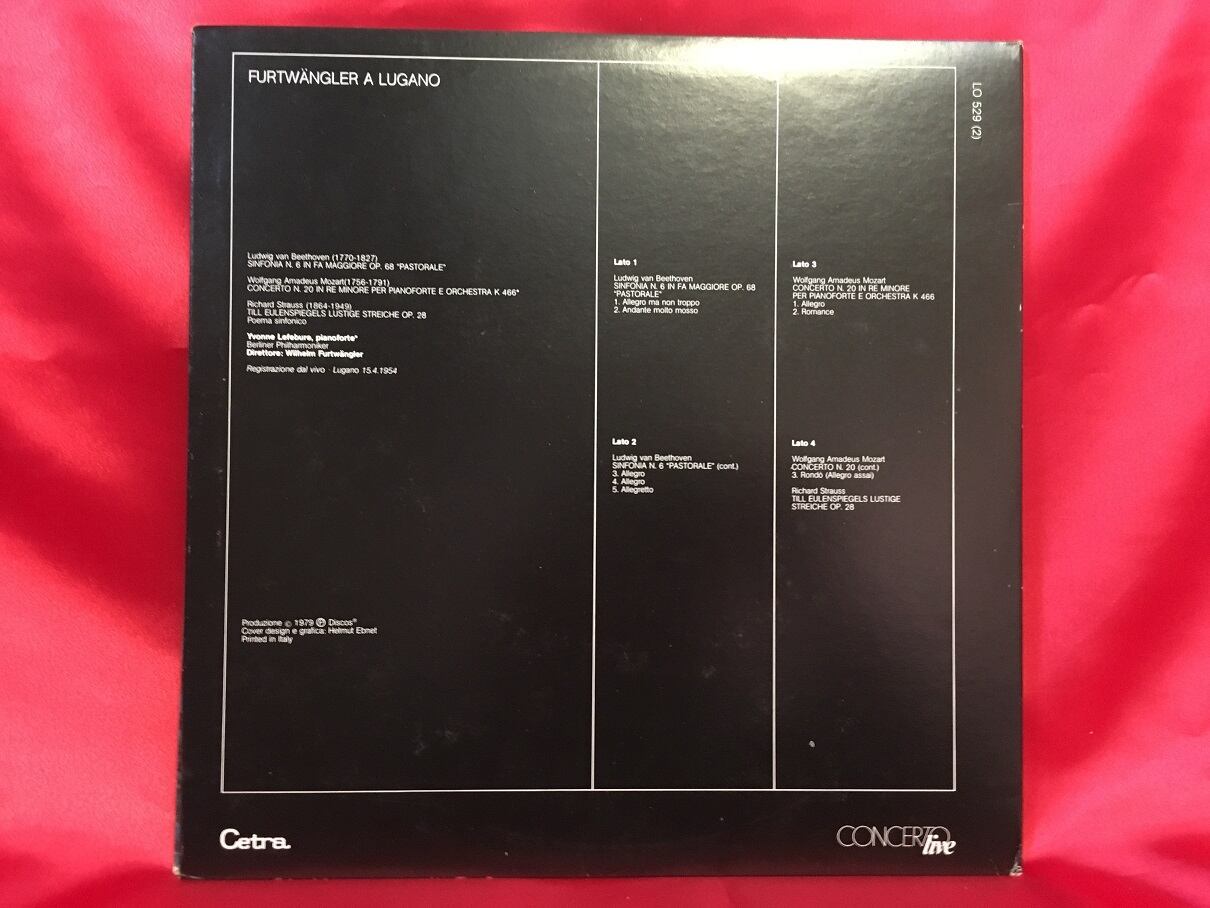 FURTWÄNGLER A LUGANO
LO 529 (2)
Ludwig van Beethoven (1770-1827)
SINFONIA N. 6 IN FA MAGGIORE OP. 68 "PASTORALE"
Wolfgang Amadeus Mozart(1756-1791)
CONCERTO N. 20 IN RE MINORE PER PIANOFORTE E ORCHESTRA K 466*
Richard Strauss (1864-1949)
TILL EULENSPIEGELS LUSTIGE STREICHE OP. 28
Poema sinfonico
Yvonne Lefebure, pianoforte*
Berliner Philharmoniker
Direttore: Wilhelm Furtwängler
Registrazione dal vivo · Lugano 15.4.1954
Produzione © 1979 ℗ Discos®
Cover design e grafica: Helmut Ebnet
Printed in Italy
Lato 1
Ludwig van Beethoven
SINFONIA N. 6 IN FA MAGGIORE OP. 68
"PASTORALE"
1. Allegro ma non troppo
2. Andante molto mosso
Lato 2
Ludwig van Beethoven
SINFONIA N. 6 "PASTORALE" (cont.)
3. Allegro
4. Allegro
5. Allegretto
Lato 3
Wolfgang Amadeus Mozart
CONCERTO N. 20 IN RE MINORE
PER PIANOFORTE E ORCHESTRA K 466
1. Allegro
2. Romance
Lato 4
Wolfgang Amadeus Mozart
CONCERTO N. 20 (cont.)
3. Rondò (Allegro assai)
Richard Strauss
TILL EULENSPIEGELS LUSTIGE
STREICHE OP. 28
Cetra
CONCERTO
live